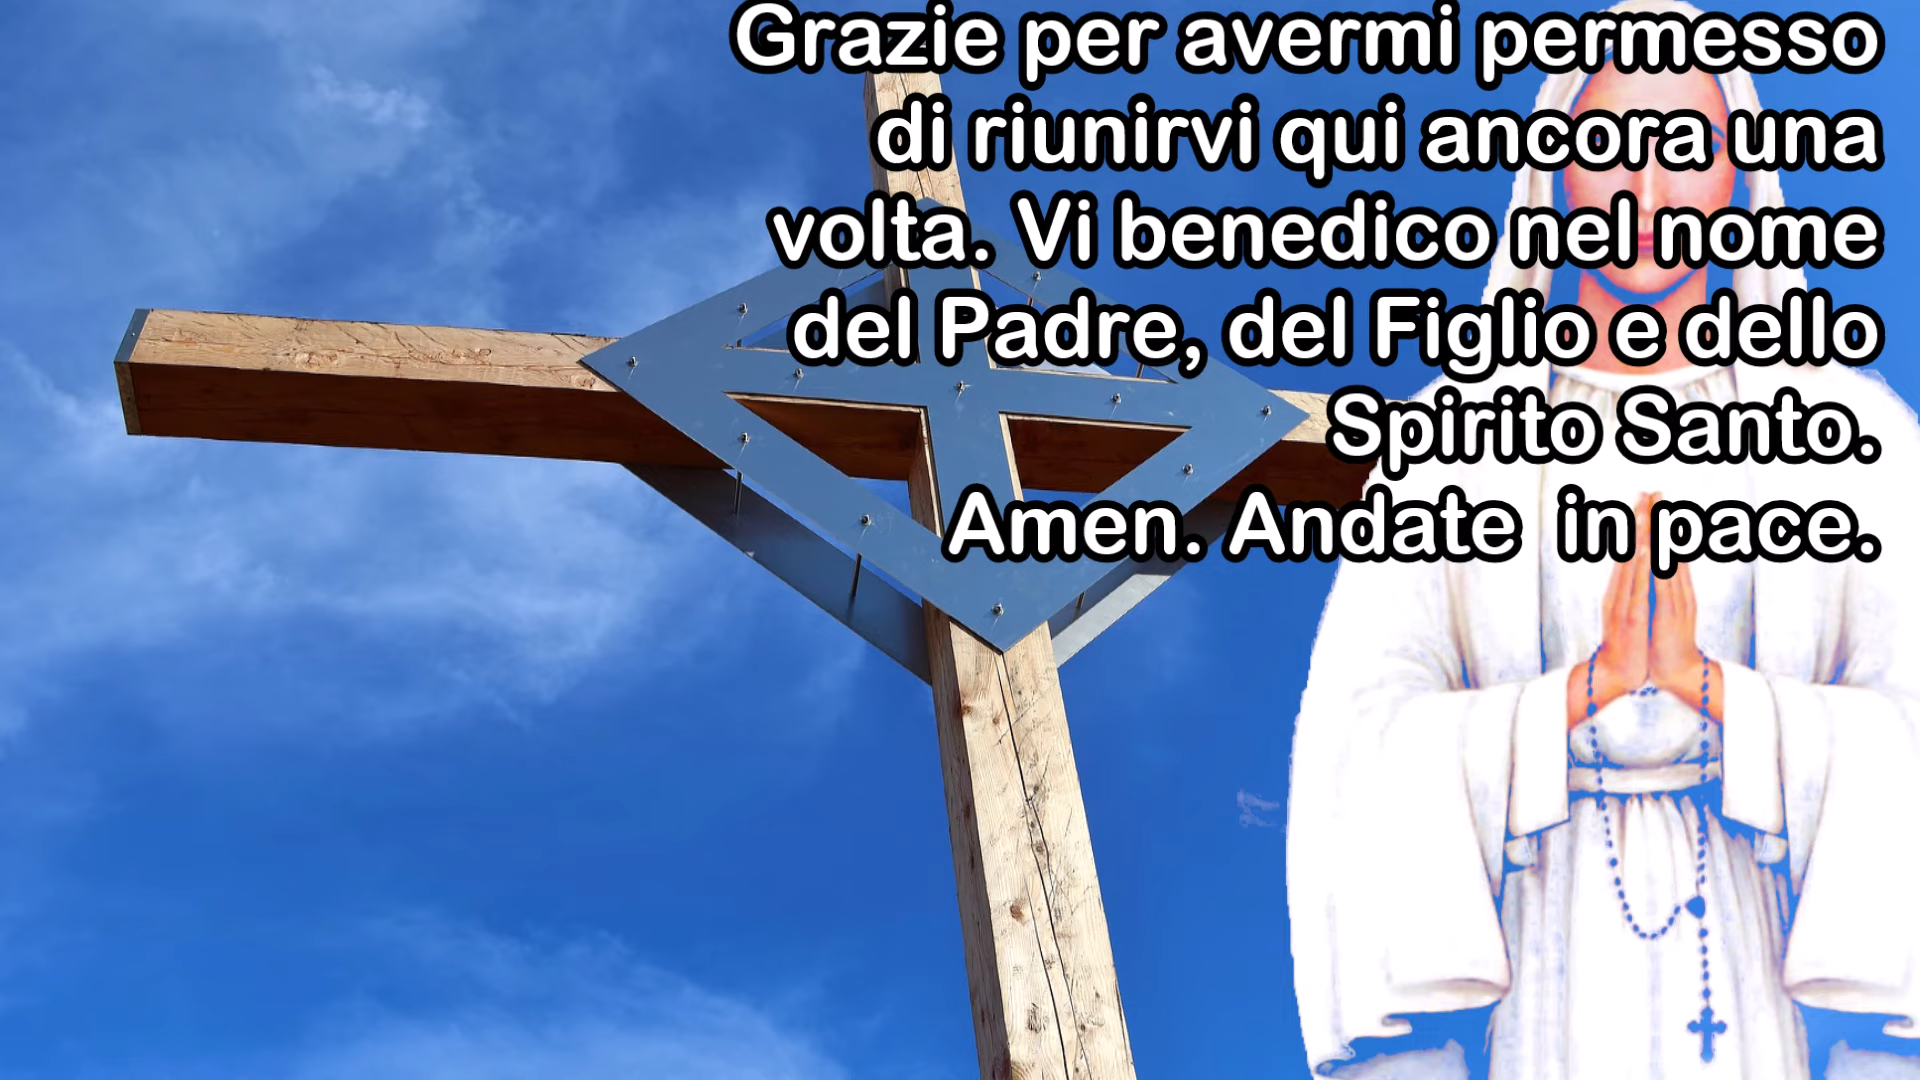 Grazie per avermi permesso
di riunirvi qui ancora una
volta. Vi benedico nel nome
del Padre, del Figlio e dello
Spirito Santo.
Amen. Andate  in pace.